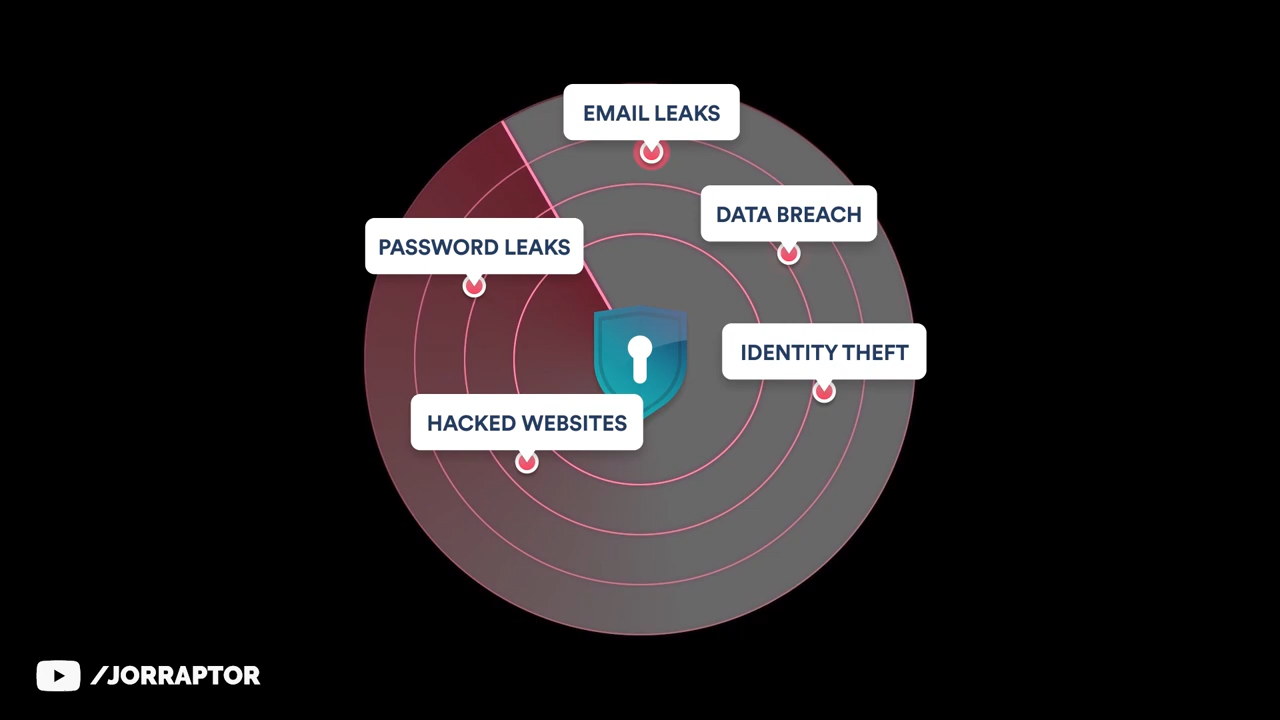 EMAIL LEAKS
DATA BREACH
PASSWORD LEAKS
IDENTITY THEFT
HACKED WEBSITES
/JORRAPTOR